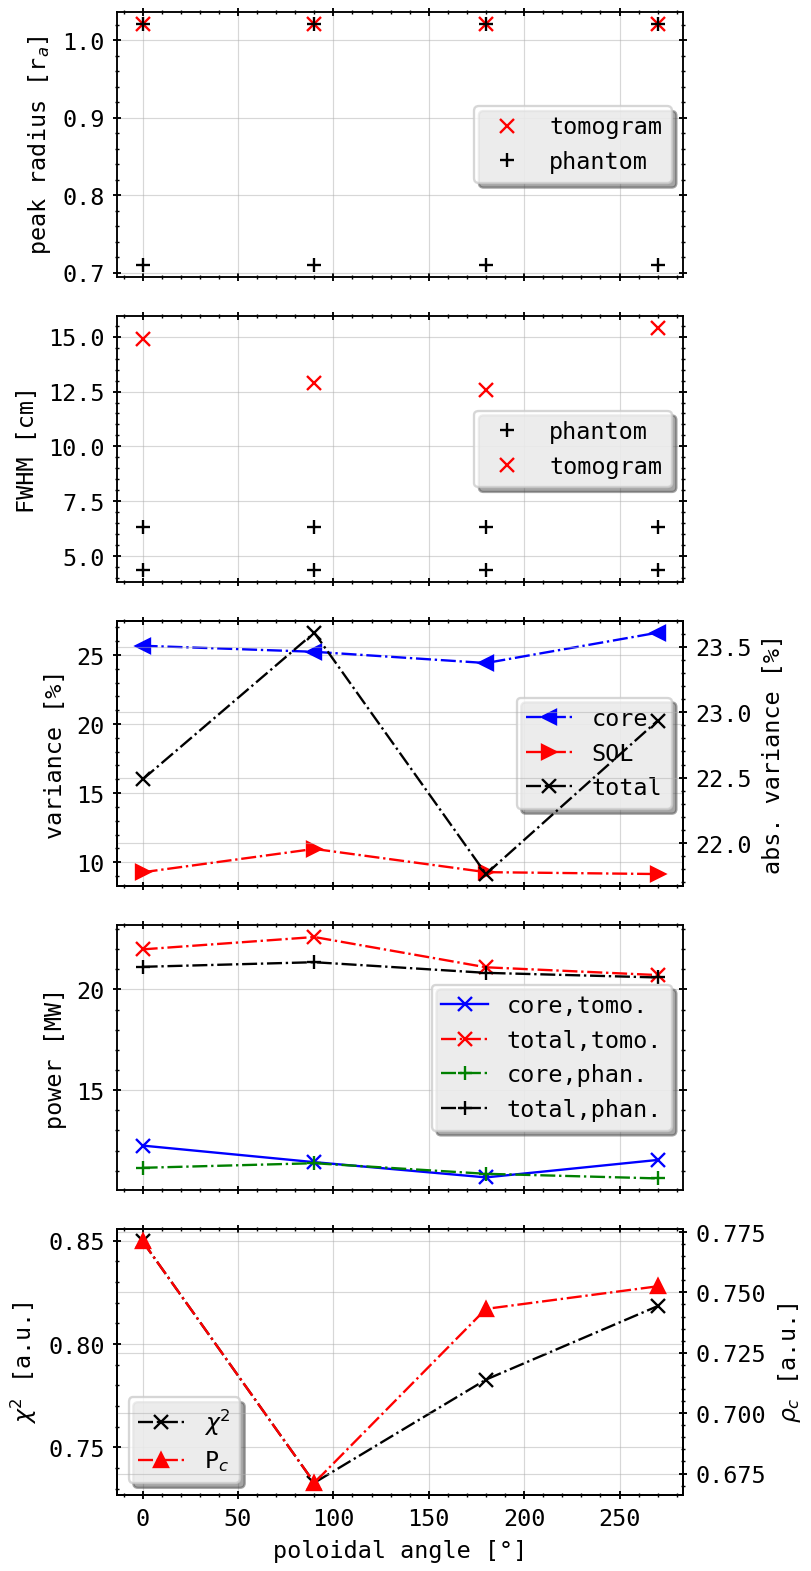 peak radius [rₐ]
1.0
0.9
0.8
0.7
tomogram
phantom
FWHM [cm]
15.0
12.5
10.0
7.5
5.0
phantom
tomogram
variance [%]
25
20
15
10
core
SOL
total
23.5
23.0
22.5
22.0
abs. variance [%]
power [MW]
20
15
core,tomo.
total,tomo.
core,phan.
total,phan.
χ² [a.u.]
0.85
0.80
0.75
χ²
P_c
0.775
0.750
0.725
0.700
0.675
ρ_c [a.u.]
0 50 100 150 200 250
poloidal angle [°]